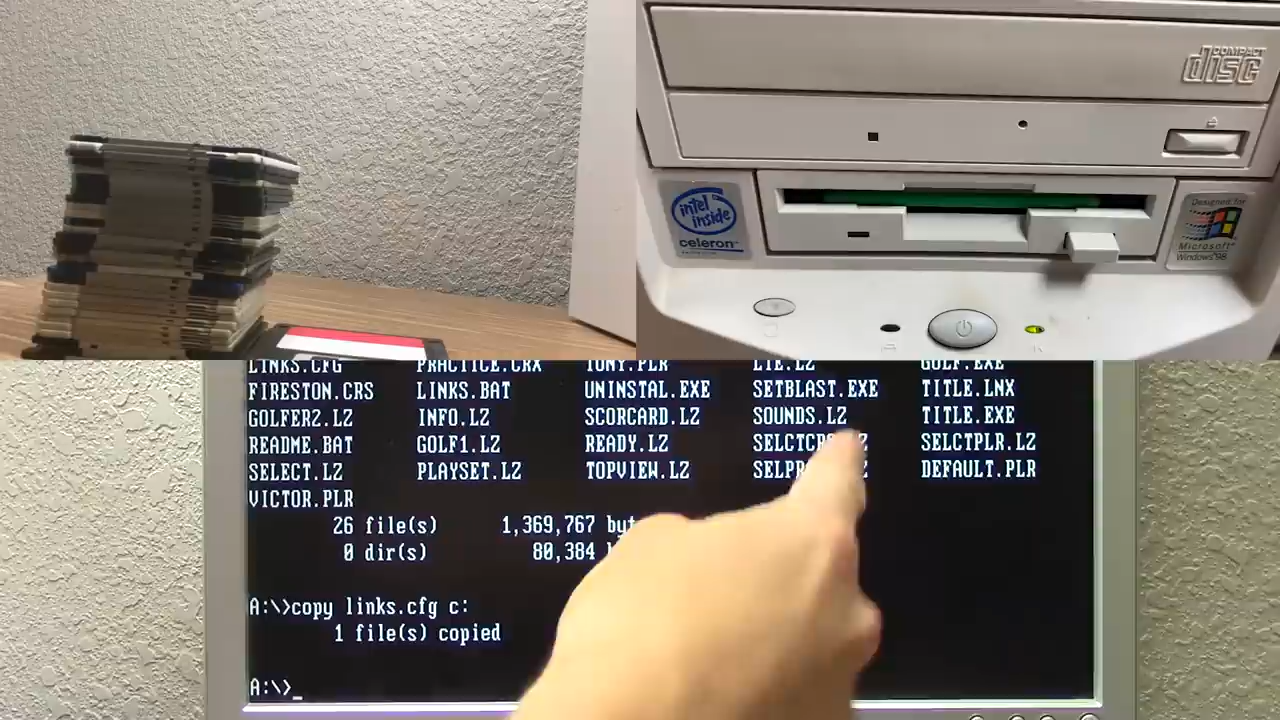 COMPACT
disc
intel
inside
celeron
Designed for
Microsoft
Windows 98
LINKS.CFG PRACTICE.CRX TONY.PLR LIE.LZ GOLF.EXE
FIRESTON.CRS LINKS.BAT UNINSTAL.EXE SETBLAST.EXE TITLE.LNX
GOLFER2.LZ INFO.LZ SCORCARD.LZ SOUNDS.LZ TITLE.EXE
README.BAT GOLF1.LZ READY.LZ SELCTPLR.LZ
SELECT.LZ PLAYSET.LZ TOPVIEW.LZ DEFAULT.PLR
VICTOR.PLR
26 file(s) 1,369,767
0 dir(s) 80,384
A:\>copy links.cfg c:
1 file(s) copied
A:\>_